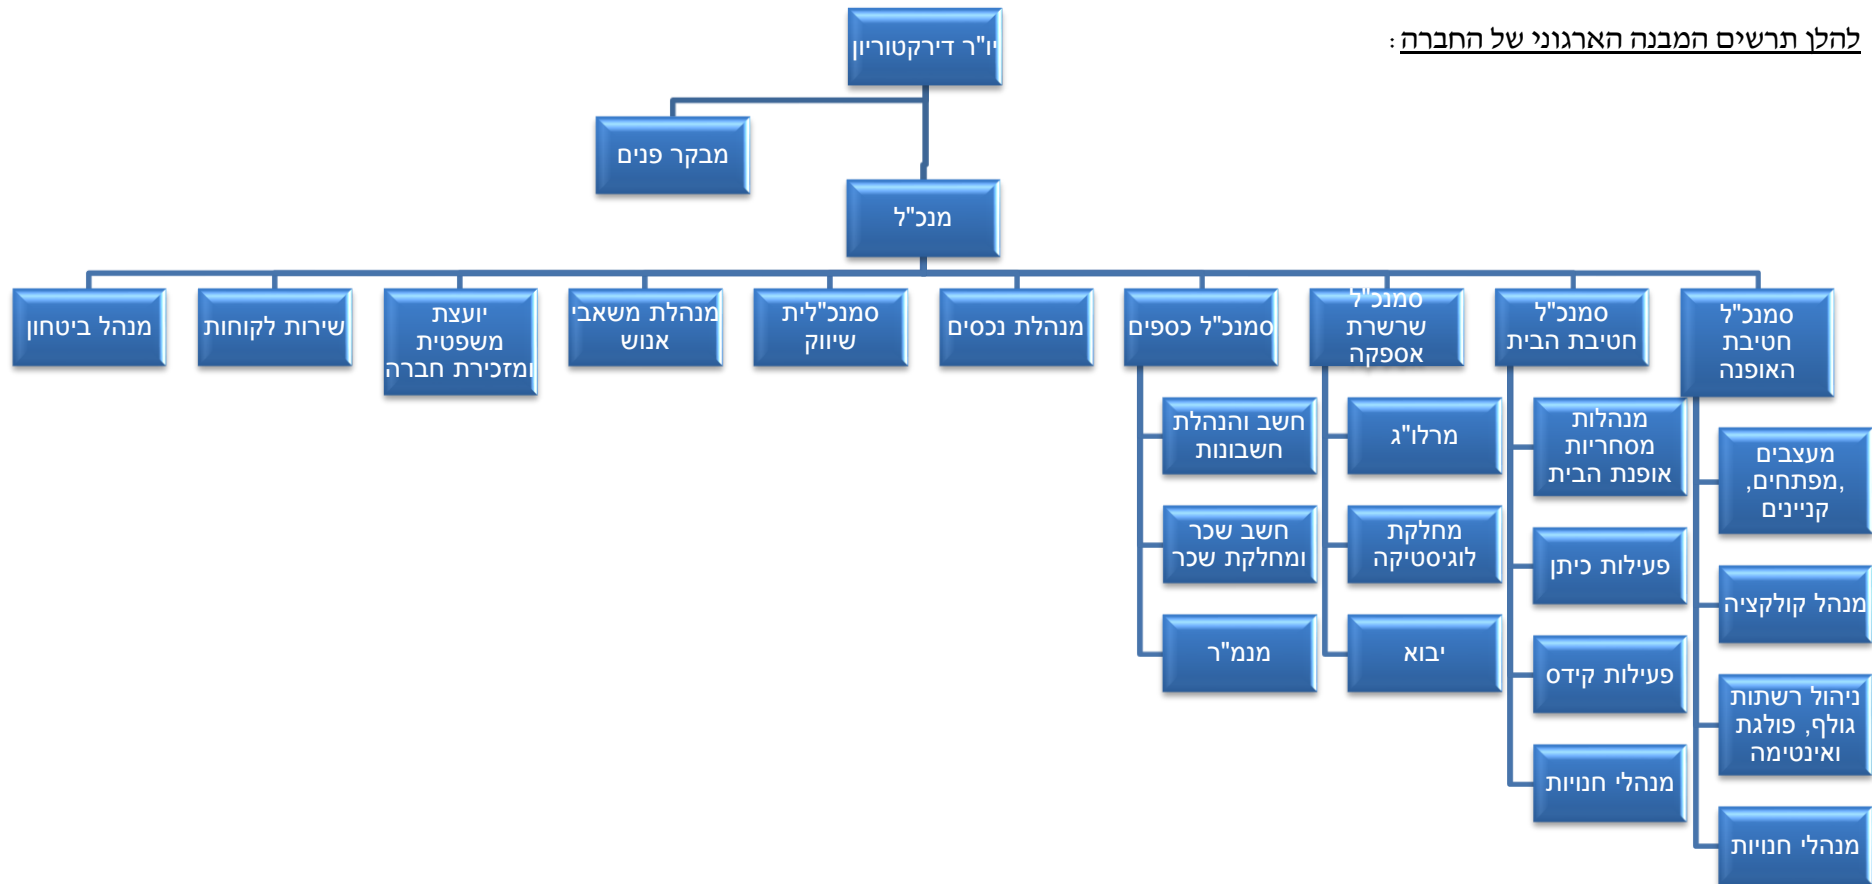 להלן תרשים המבנה הארגוני של החברה:
יו"ר דירקטוריון
מבקר פנים
מנכ"ל
סמנכ"ל
חטיבת
האופנה
סמנכ"ל
חטיבת הבית
סמנכ"ל
שרשרת
אספקה
סמנכ"ל כספים
מנהלת נכסים
סמנכ"לית
שיווק
מנהלת משאבי
אנוש
יועצת
משפטית
ומזכירת חברה
שירות לקוחות
מנהל ביטחון
מעצבים
,מפתחים,
קניינים
מנהל קולקציה
ניהול רשתות
גולף, פולגת
ואינטימה
מנהלי חנויות
מנהלות
מסחריות
אופנת הבית
פעילות כיתן
פעילות קידס
מנהלי חנויות
מרלו"ג
מחלקת
לוגיסטיקה
יבוא
חשב והנהלת
חשבונות
חשב שכר
ומחלקת שכר
מנמ"ר